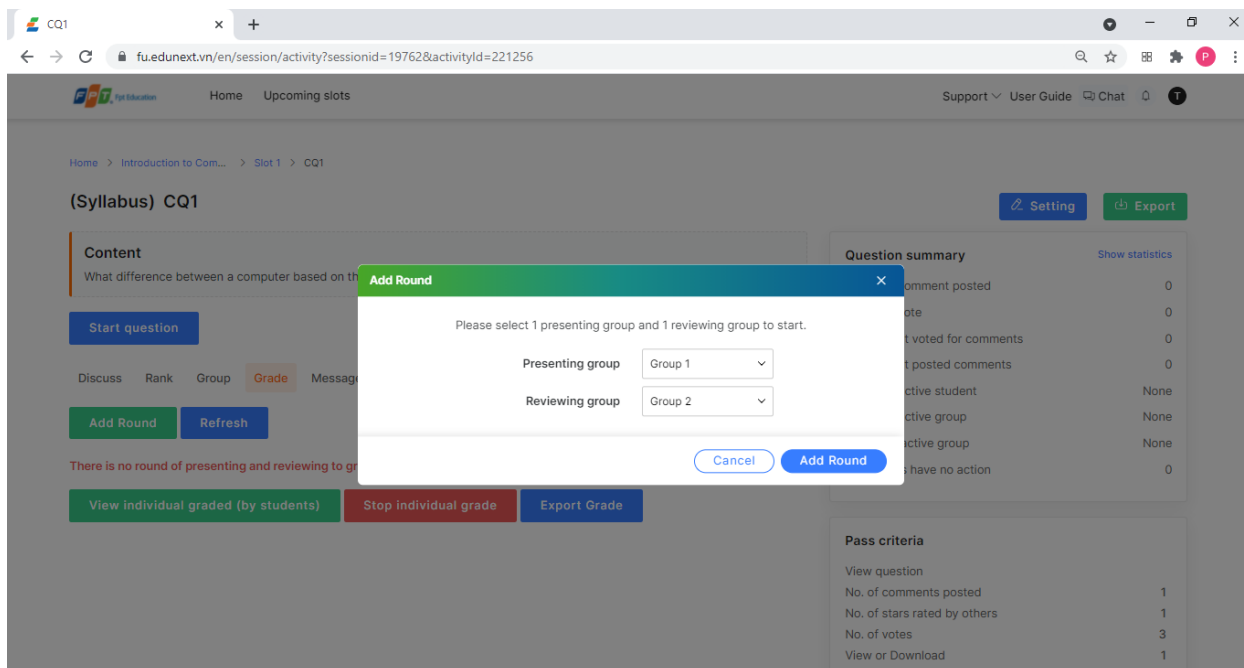 CQ1
fu.edunext.vn/en/session/activity?sessionid=19762&activityId=221256
P
FPT. Fpt Education
Home
Upcoming slots
Support
User Guide
Chat
T
Home > Introduction to Com... > Slot 1 > CQ1
(Syllabus) CQ1
Setting
Export
Content
What difference between a computer based on th
Start question
Discuss
Rank
Group
Grade
Message
Add Round
Refresh
There is no round of presenting and reviewing to gr
View individual graded (by students)
Stop individual grade
Export Grade
Add Round
Please select 1 presenting group and 1 reviewing group to start.
Presenting group
Group 1
Reviewing group
Group 2
Cancel
Add Round
Question summary
Show statistics
omment posted 0
ote 0
t voted for comments 0
t posted comments 0
ctive student None
ctive group None
active group None
s have no action 0
Pass criteria
View question
No. of comments posted 1
No. of stars rated by others 1
No. of votes 3
View or Download 1